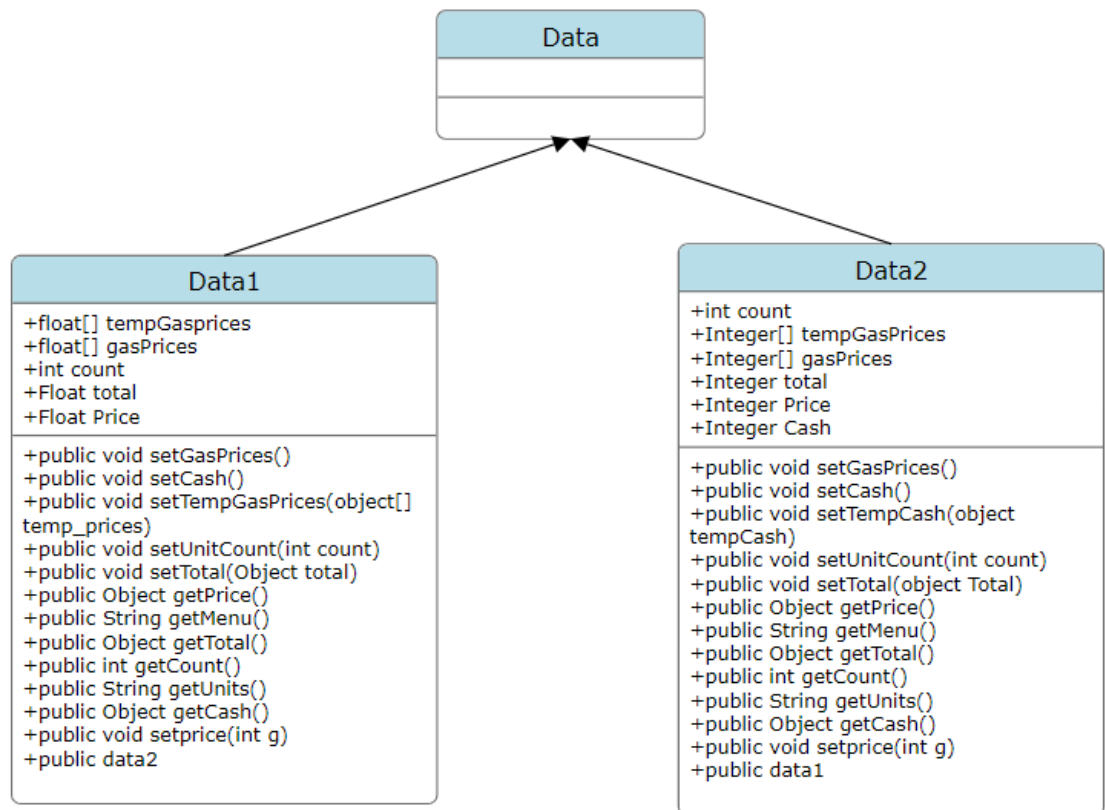 Data
Data1
+float[] tempGasprices
+float[] gasPrices
+int count
+Float total
+Float Price
+public void setGasPrices()
+public void setCash()
+public void setTempGasPrices(object[]
temp_prices)
+public void setUnitCount(int count)
+public void setTotal(Object total)
+public Object getPrice()
+public String getMenu()
+public Object getTotal()
+public int getCount()
+public String getUnits()
+public Object getCash()
+public void setprice(int g)
+public data2
Data2
+int count
+Integer[] tempGasPrices
+Integer[] gasPrices
+Integer total
+Integer Price
+Integer Cash
+public void setGasPrices()
+public void setCash()
+public void setTempCash(object
tempCash)
+public void setUnitCount(int count)
+public void setTotal(object Total)
+public Object getPrice()
+public String getMenu()
+public Object getTotal()
+public int getCount()
+public String getUnits()
+public Object getCash()
+public void setprice(int g)
+public data1